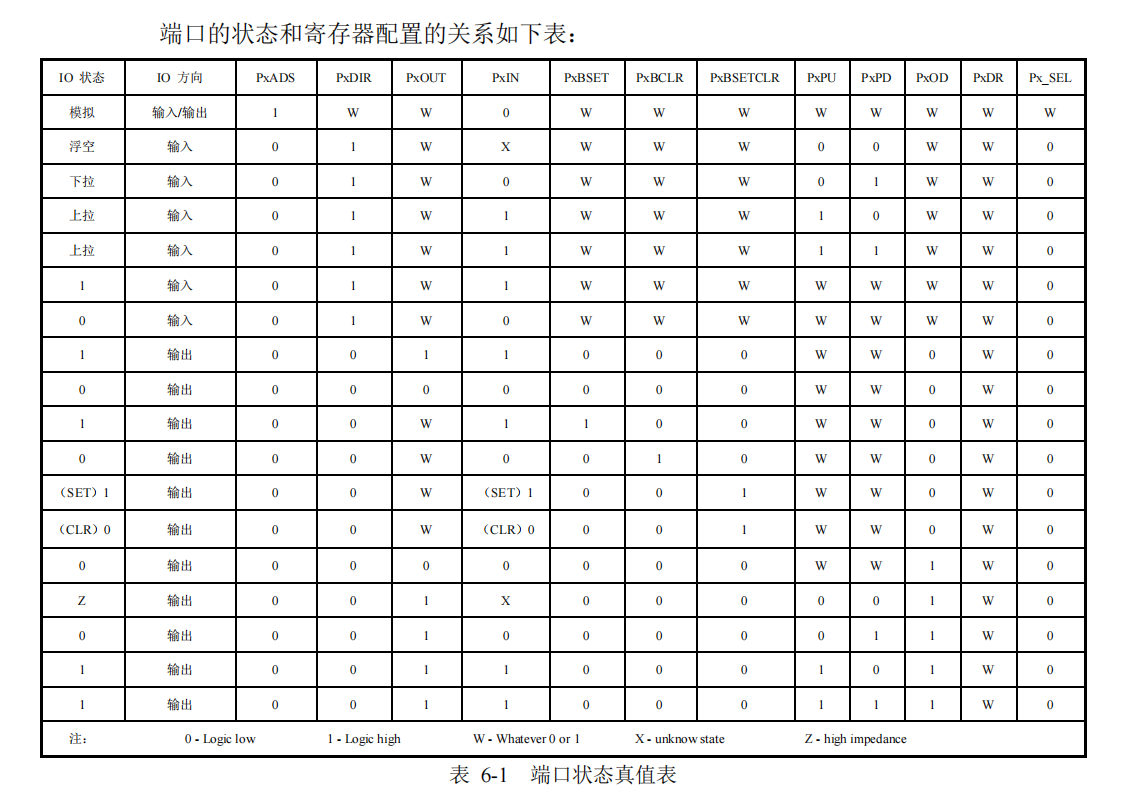 端口的状态和寄存器配置的关系如下表：
IO 状态 IO 方向 PxADS PxDIR PxOUT PxIN PxBSET PxBCLR PxBSETCLR PxPU PxPD PxOD PxDR Px_SEL
模拟 输入/输出 1 W W 0 W W W W W W W W
浮空 输入 0 1 W X W W W 0 0 W W 0
下拉 输入 0 1 W 0 W W W 0 1 W W 0
上拉 输入 0 1 W 1 W W W 1 0 W W 0
上拉 输入 0 1 W 1 W W W 1 1 W W 0
1 输入 0 1 W 1 W W W W W W W 0
0 输入 0 1 W 0 W W W W W W W 0
1 输出 0 0 1 1 0 0 0 W W 0 W 0
0 输出 0 0 0 0 0 0 0 W W 0 W 0
1 输出 0 0 W 1 1 0 0 W W 0 W 0
0 输出 0 0 W 0 0 1 0 W W 0 W 0
（SET）1 输出 0 0 W （SET）1 0 0 1 W W 0 W 0
（CLR）0 输出 0 0 W （CLR）0 0 0 1 W W 0 W 0
0 输出 0 0 0 0 0 0 0 W W 1 W 0
Z 输出 0 0 1 X 0 0 0 0 0 1 W 0
0 输出 0 0 1 0 0 0 0 0 1 1 W 0
1 输出 0 0 1 1 0 0 0 1 0 1 W 0
1 输出 0 0 1 1 0 0 0 1 1 1 W 0
注： 0 - Logic low 1 - Logic high W - Whatever 0 or 1 X - unknow state Z - high impedance
表 6-1 端口状态真值表